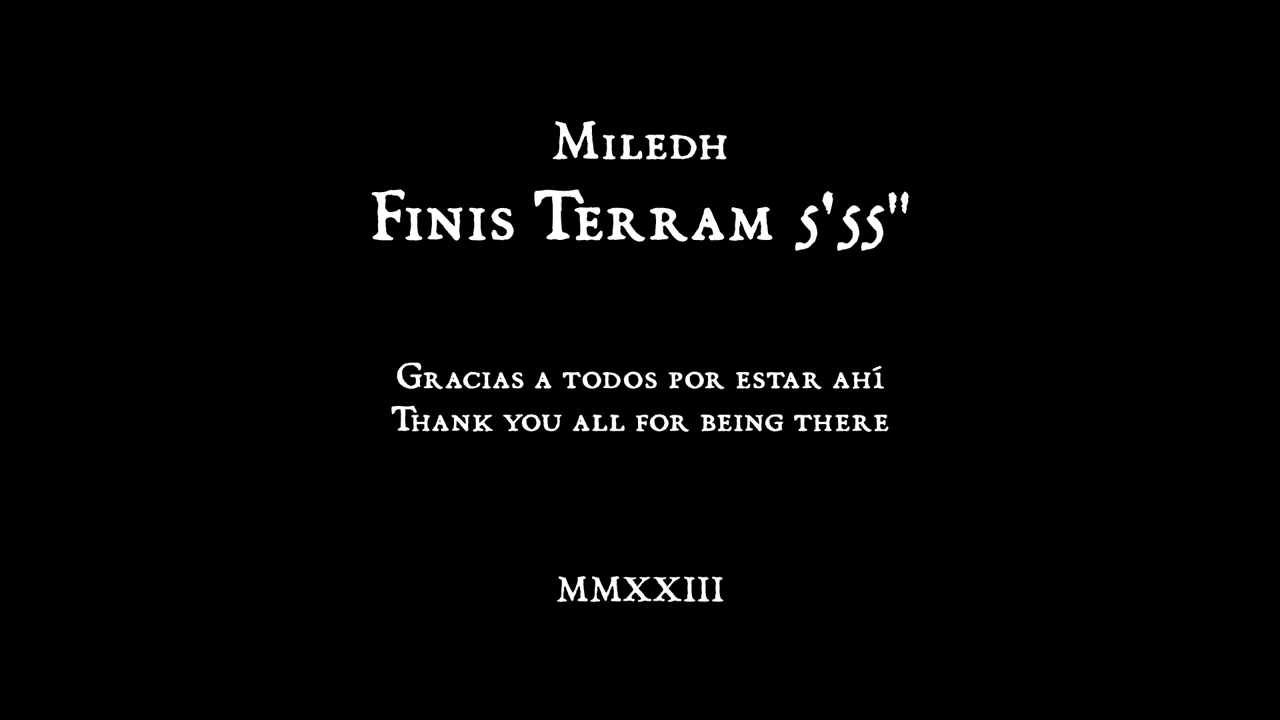 Miledh
Finis Terram 5'55"
Gracias a todos por estar ahí
Thank you all for being there
MMXXIII